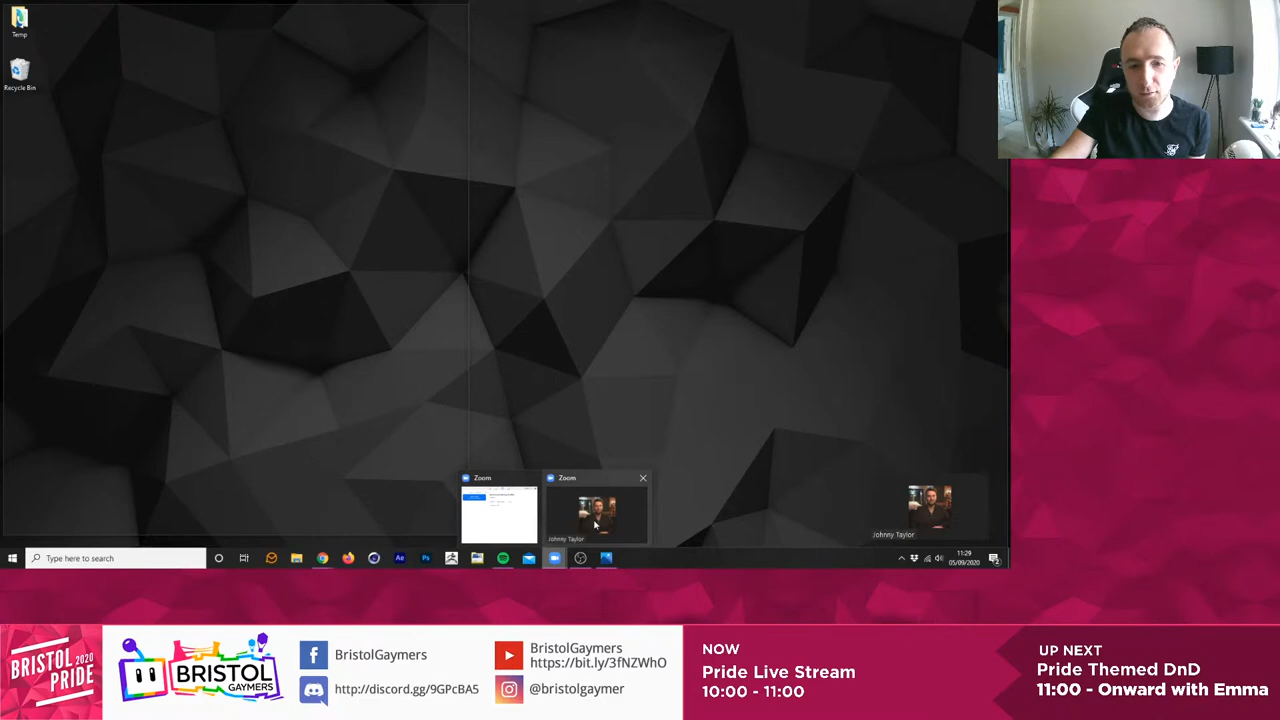 Temp
Recycle Bin
Zoom
Zoom
Johnny Taylor
Johnny Taylor
Type here to search
Ae
Ps
11:29
05/09/2020
BRISTOL
PRIDE
2020
BRISTOL
GAYMERS
BristolGaymers
http://discord.gg/9GPcBA5
BristolGaymers
https://bit.ly/3fNZWhO
@bristolgaymer
NOW
Pride Live Stream
10:00 - 11:00
UP NEXT
Pride Themed DnD
11:00 - Onward with Emma